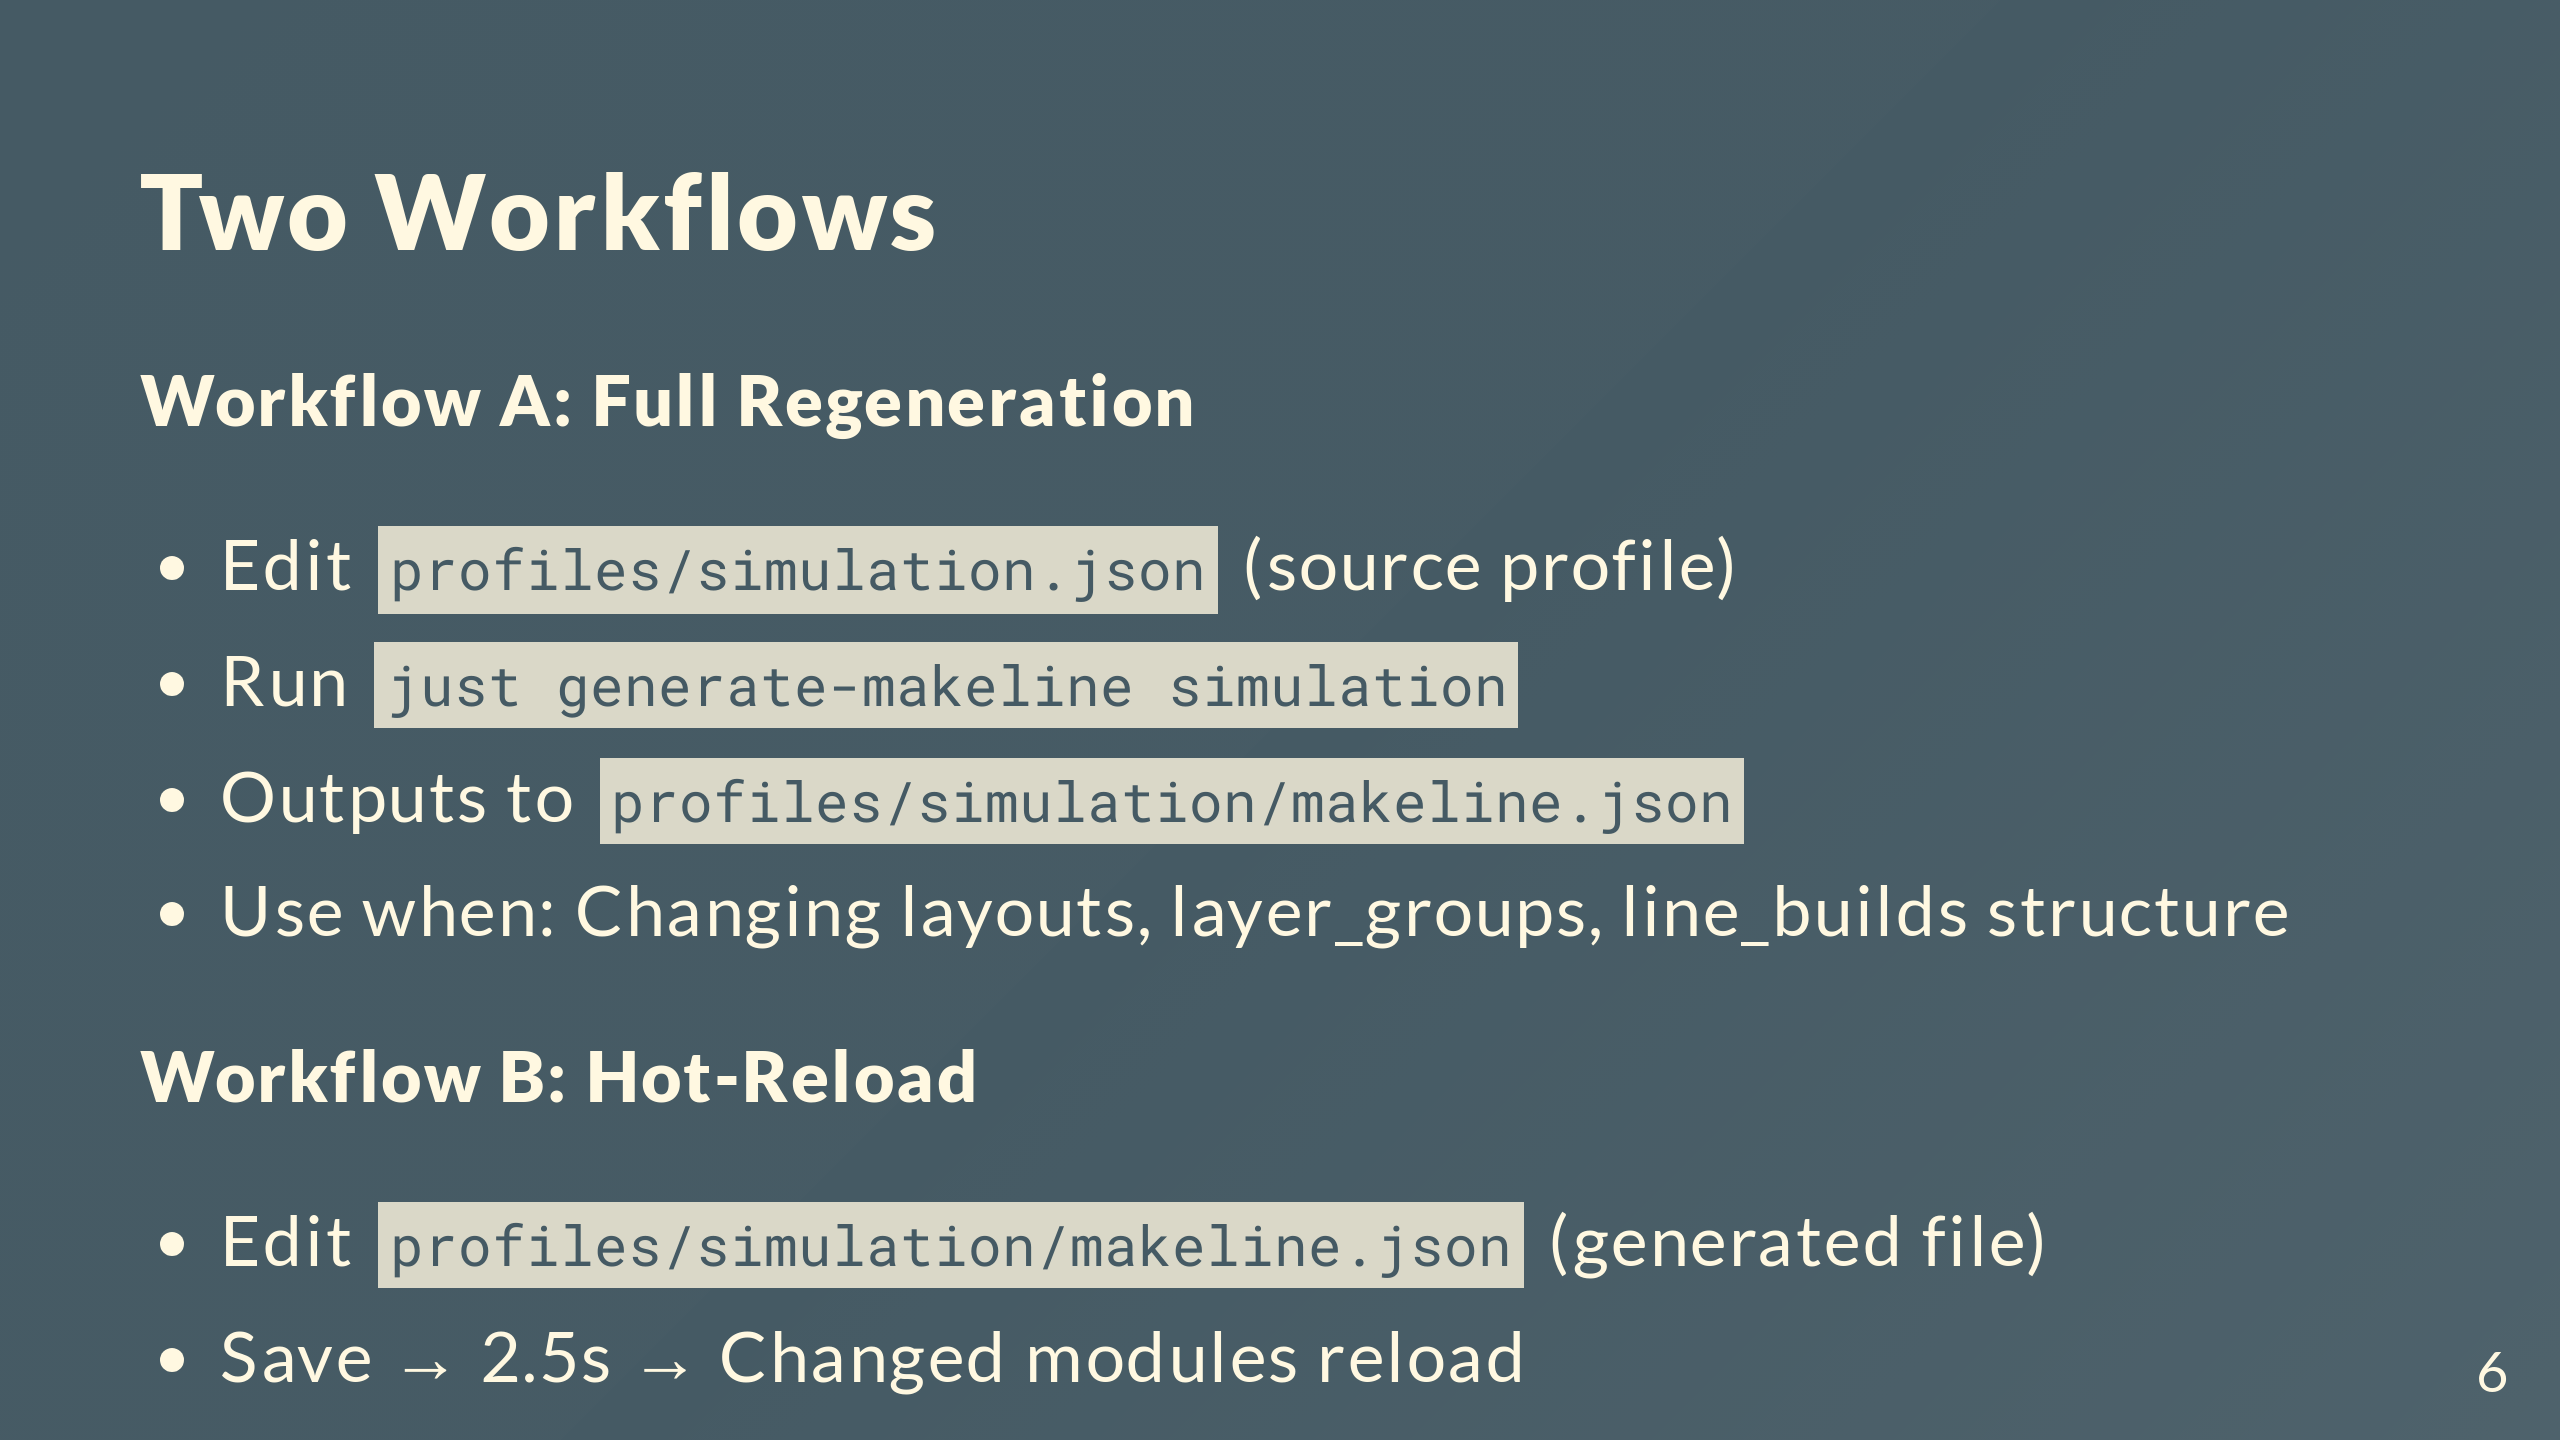 Two Workflows
Workflow A: Full Regeneration
• Edit profiles/simulation.json (source profile)
• Run just generate-makeline simulation
• Outputs to profiles/simulation/makeline.json
• Use when: Changing layouts, layer_groups, line_builds structure
Workflow B: Hot-Reload
• Edit profiles/simulation/makeline.json (generated file)
• Save → 2.5s → Changed modules reload
6